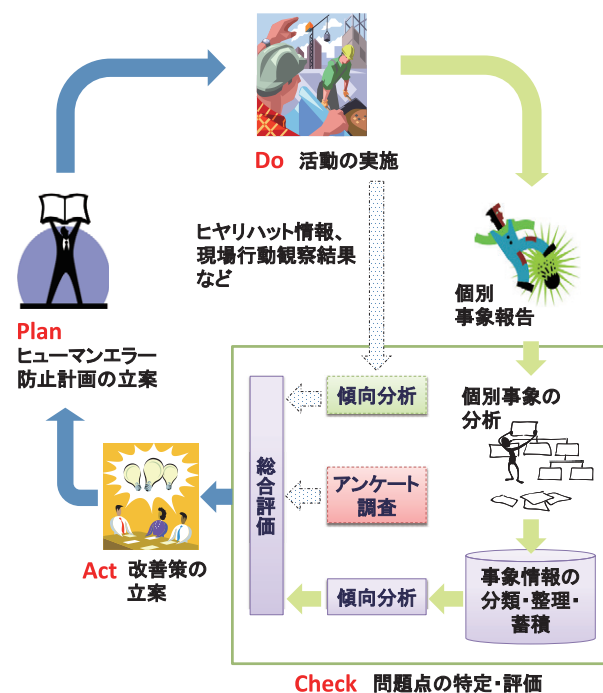 Do 活動の実施
ヒヤリハット情報、
現場行動観察結果
など
個別
事象報告
Plan
ヒューマンエラー
防止計画の立案
傾向分析
個別事象の
分析
総合評価
アンケート
調査
Act 改善策の
立案
傾向分析
事象情報の
分類・整理・
蓄積
Check 問題点の特定・評価